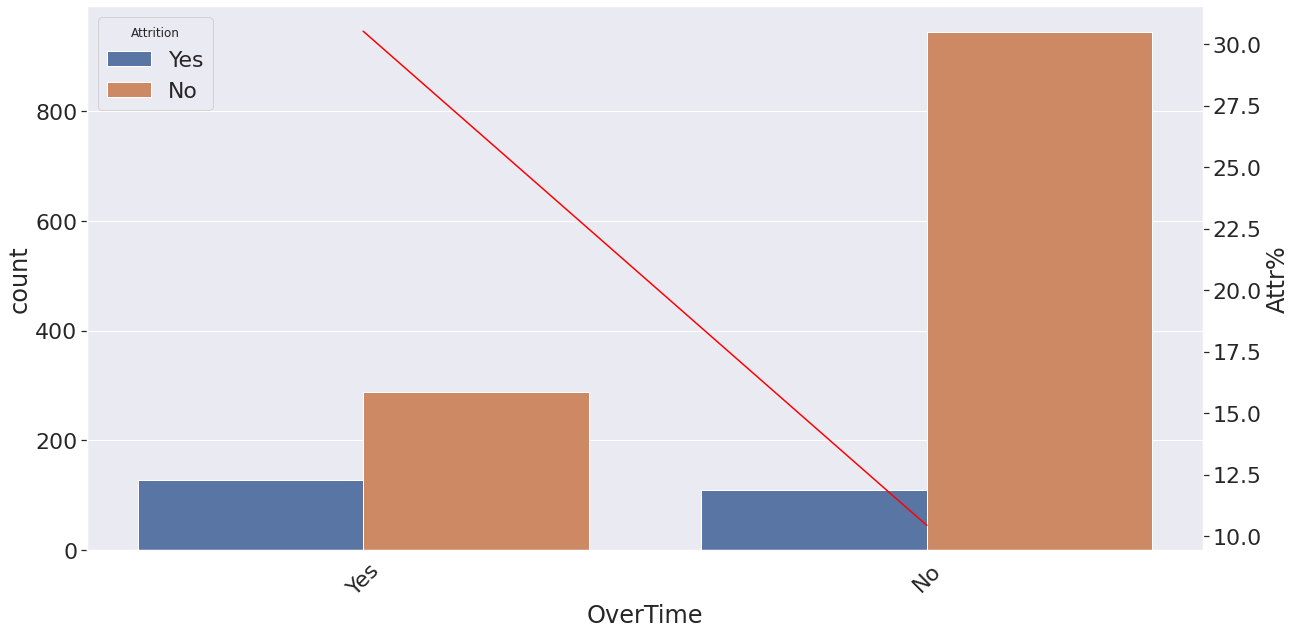 Attrition
Yes
No
800
600
400
200
0
count
30.0
27.5
25.0
22.5
20.0
17.5
15.0
12.5
10.0
Attr%
Yes
No
OverTime